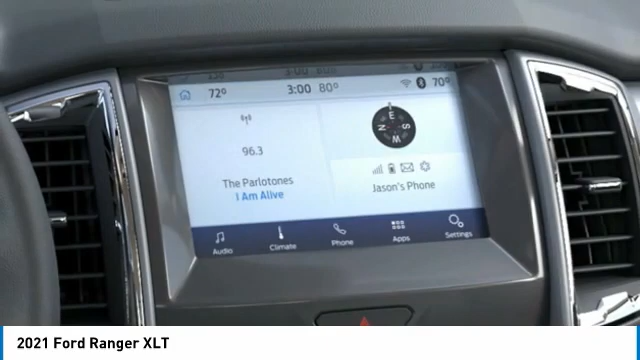 72° 3:00 80° 70°
96.3
The Parlotones
I Am Alive
E
N S
W
Jason's Phone
Audio Climate Phone Apps Settings
2021 Ford Ranger XLT